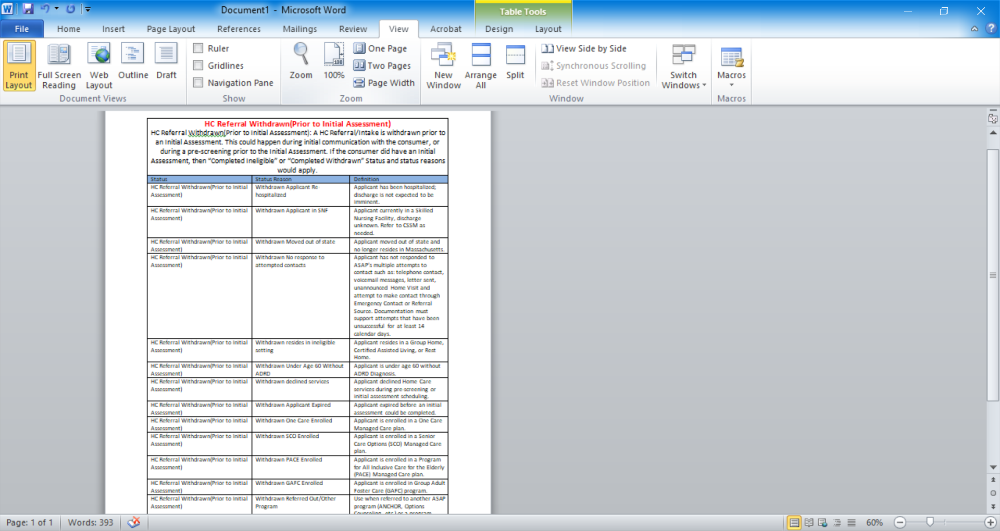 Document1 - Microsoft Word
Table Tools
File Home Insert Page Layout References Mailings Review View Acrobat Design Layout
Print Layout
Full Screen Reading
Web Layout
Outline
Draft
Document Views
Ruler
Gridlines
Navigation Pane
Show
Zoom
100
100%
One Page
Two Pages
Page Width
Zoom
New Window
Arrange All
Split
View Side by Side
Synchronous Scrolling
Reset Window Position
Window
Switch Windows
Macros
Macros
HC Referral Withdrawn(Prior to Initial Assessment)
HC Referral Withdrawn(Prior to Initial Assessment): A HC Referral/Intake is withdrawn prior to
an Initial Assessment. This could happen during initial communication with the consumer, or
during a pre-screening prior to the Initial Assessment. If the consumer did have an Initial
Assessment, then “Completed Ineligible” or “Completed Withdrawn” Status and status reasons
would apply.
Status Status Reason Definition
HC Referral Withdrawn(Prior to Initial
Assessment)
Withdrawn Applicant Re
hospitalized
Applicant has been hospitalized;
discharge is not expected to be
imminent.
HC Referral Withdrawn(Prior to Initial
Assessment)
Withdrawn Applicant in SNF
Applicant currently in a Skilled
Nursing Facility, discharge
unknown. Refer to CSSM as
needed.
HC Referral Withdrawn(Prior to Initial
Assessment)
Withdrawn Moved out of state
Applicant moved out of state and
no longer resides in Massachusetts.
HC Referral Withdrawn(Prior to Initial
Assessment)
Withdrawn No response to
attempted contacts
Applicant has not responded to
ASAP's multiple attempts to
contact such as: telephone contact,
voicemail messages, letter sent,
unannounced Home Visit and
attempt to make contact through
Emergency Contact or Referral
Source. Documentation must
support attempts that have been
unsuccessful for at least 14
calendar days.
HC Referral Withdrawn(Prior to Initial
Assessment)
Withdrawn resides in ineligible
setting
Applicant resides in a Group Home,
Certified Assisted Living, or Rest
Home.
HC Referral Withdrawn(Prior to Initial
Assessment)
Withdrawn Under Age 60 Without
ADRD
Applicant is under age 60 without
ADRD Diagnosis.
HC Referral Withdrawn(Prior to Initial
Assessment)
Withdrawn declined services
Applicant declined Home Care
services during pre screening or
initial assessment scheduling.
HC Referral Withdrawn(Prior to Initial
Assessment)
Withdrawn Applicant Expired
Applicant expired before an initial
assessment could be completed.
HC Referral Withdrawn(Prior to Initial
Assessment)
Withdrawn One Care Enrolled
Applicant is enrolled in a One Care
Managed Care plan.
HC Referral Withdrawn(Prior to Initial
Assessment)
Withdrawn SCO Enrolled
Applicant is enrolled in a Senior
Care Options (SCO) Managed Care
plan.
HC Referral Withdrawn(Prior to Initial
Assessment)
Withdrawn PACE Enrolled
Applicant is enrolled in a Program
for All Inclusive Care for the Elderly
(PACE) Managed Care plan.
HC Referral Withdrawn(Prior to Initial
Assessment)
Withdrawn GAFC Enrolled
Applicant is enrolled in Group Adult
Foster Care (GAFC) program.
HC Referral Withdrawn(Prior to Initial
Assessment)
Withdrawn Referred Out/Other
Program
Use when referred to another ASAP
program (ANCHOR, Options
Counseling, etc.) or a program
Page: 1 of 1
Words: 393
60%